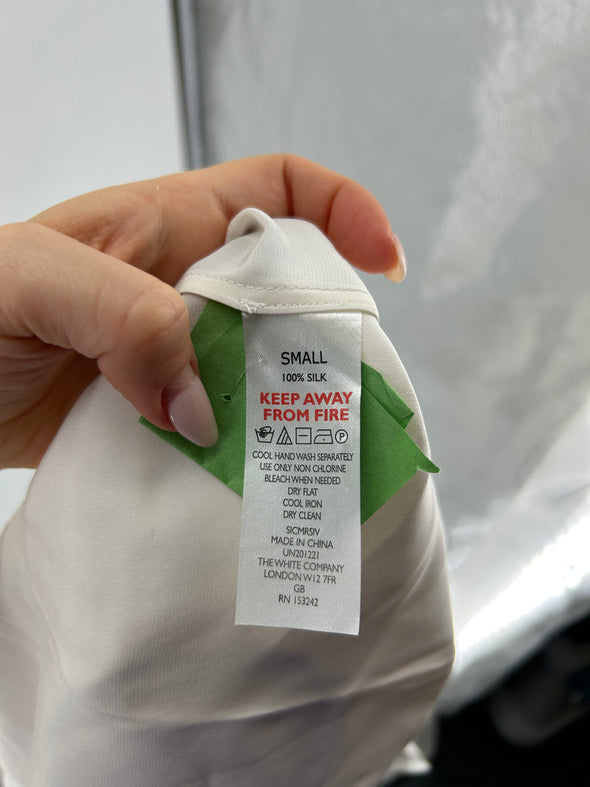 SMALL
100% SILK
KEEP AWAY
FROM FIRE
P
COOL HAND WASH SEPARATELY
USE ONLY NON CHLORINE
BLEACH WHEN NEEDED
DRY FLAT
COOL IRON
DRY CLEAN
SICMRSIV
MADE IN CHINA
UN201221
THE WHITE COMPANY
LONDON W12 7FR
GB
RN 153242